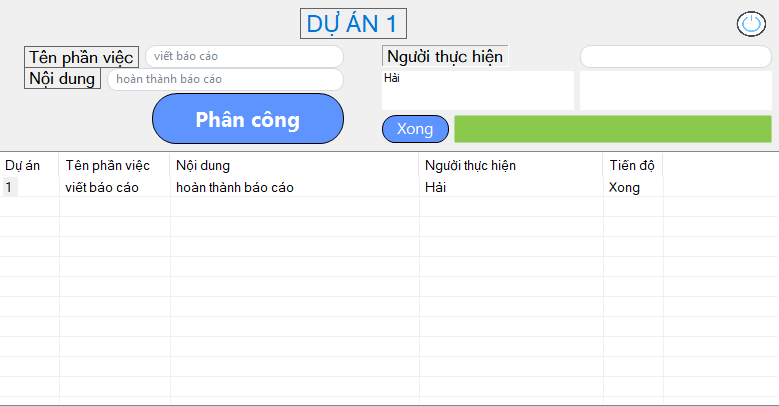 DỰ ÁN 1
Tên phần việc
viết báo cáo
Nội dung
hoàn thành báo cáo
Phân công
Người thực hiện
Hải
Xong
Dự án Tên phần việc Nội dung Người thực hiện Tiến độ
1 viết báo cáo hoàn thành báo cáo Hải Xong